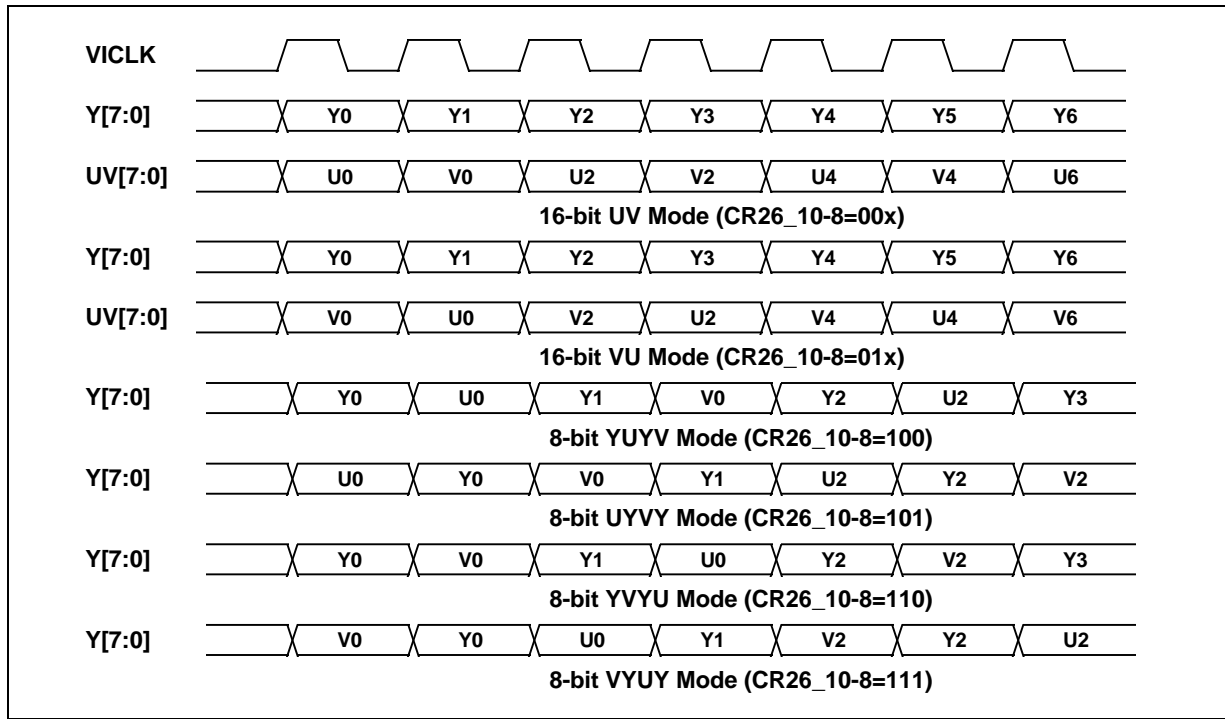 VICLK
Y[7:0] Y0 Y1 Y2 Y3 Y4 Y5 Y6
UV[7:0] U0 V0 U2 V2 U4 V4 U6
16-bit UV Mode (CR26_10-8=00x)
Y[7:0] Y0 Y1 Y2 Y3 Y4 Y5 Y6
UV[7:0] V0 U0 V2 U2 V4 U4 V6
16-bit VU Mode (CR26_10-8=01x)
Y[7:0] Y0 U0 Y1 V0 Y2 U2 Y3
8-bit YUYV Mode (CR26_10-8=100)
Y[7:0] U0 Y0 V0 Y1 U2 Y2 V2
8-bit UYVY Mode (CR26_10-8=101)
Y[7:0] Y0 V0 Y1 U0 Y2 V2 Y3
8-bit YVYU Mode (CR26_10-8=110)
Y[7:0] V0 Y0 U0 Y1 V2 Y2 U2
8-bit VYUY Mode (CR26_10-8=111)